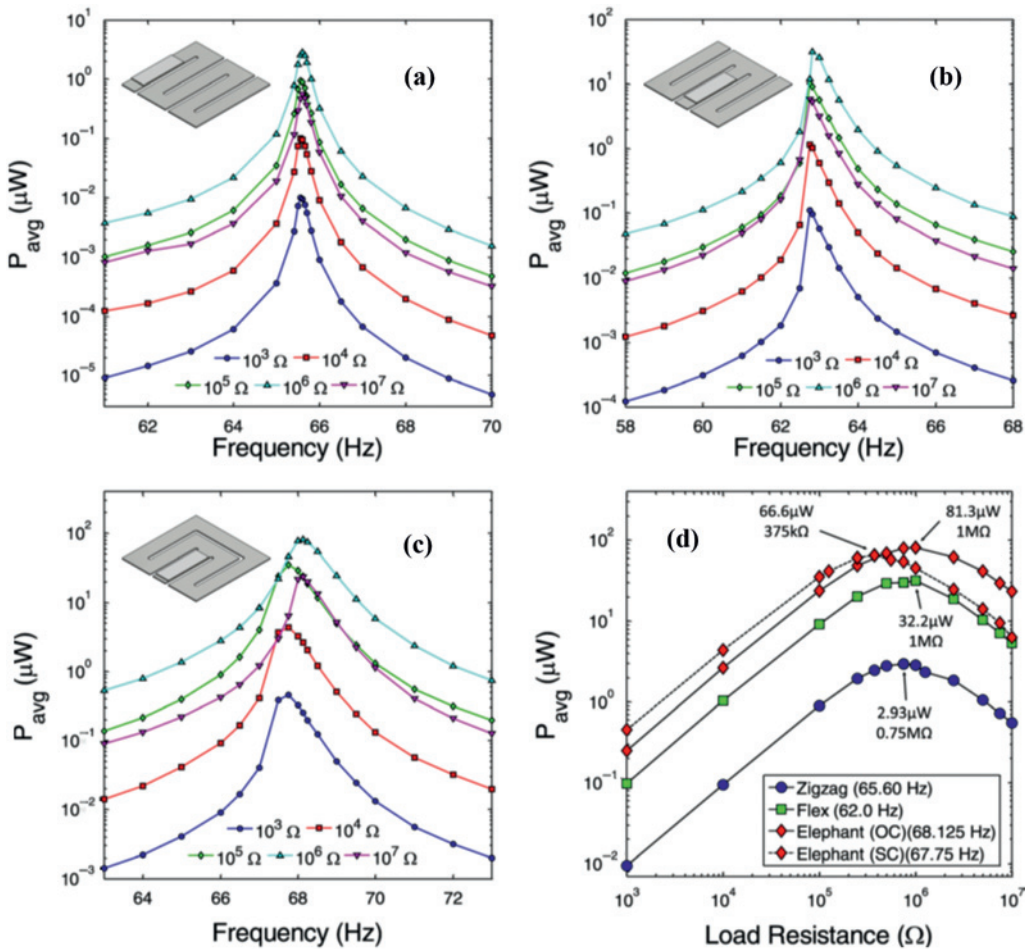 (a)
P_avg (μW)
10^1
10^0
10^-1
10^-2
10^-3
10^-4
10^-5
10^3 Ω 10^4 Ω
10^5 Ω 10^6 Ω 10^7 Ω
62 64 66 68 70
Frequency (Hz)
(b)
P_avg (μW)
10^2
10^1
10^0
10^-1
10^-2
10^-3
10^-4
10^3 Ω 10^4 Ω
10^5 Ω 10^6 Ω 10^7 Ω
58 60 62 64 66 68
Frequency (Hz)
(c)
P_avg (μW)
10^2
10^1
10^0
10^-1
10^-2
10^-3
10^3 Ω 10^4 Ω
10^5 Ω 10^6 Ω 10^7 Ω
64 66 68 70 72
Frequency (Hz)
(d)
P_avg (μW)
10^2
10^1
10^0
10^-1
10^-2
66.6μW
375kΩ
81.3μW
1MΩ
32.2μW
1MΩ
2.93μW
0.75MΩ
Zigzag (65.60 Hz)
Flex (62.0 Hz)
Elephant (OC)(68.125 Hz)
Elephant (SC)(67.75 Hz)
10^3 10^4 10^5 10^6 10^7
Load Resistance (Ω)